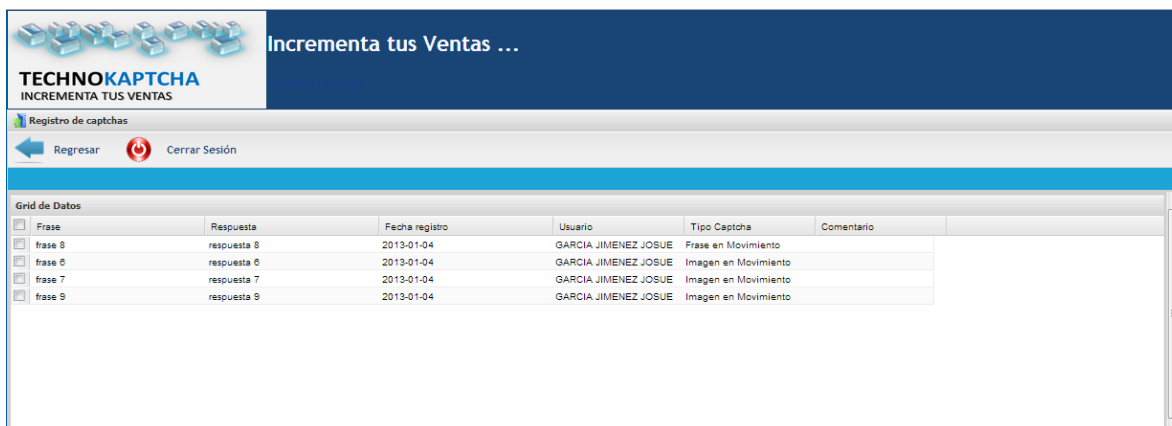 Incrementa tus Ventas ...
TECHNOKAPTCHA
INCREMENTA TUS VENTAS
Registro de captchas
Regresar Cerrar Sesión
Grid de Datos
Frase Respuesta Fecha registro Usuario Tipo Captcha Comentario
frase 8 respuesta 8 2013-01-04 GARCIA JIMENEZ JOSUE Frase en Movimiento
frase 6 respuesta 6 2013-01-04 GARCIA JIMENEZ JOSUE Imagen en Movimiento
frase 7 respuesta 7 2013-01-04 GARCIA JIMENEZ JOSUE Imagen en Movimiento
frase 9 respuesta 9 2013-01-04 GARCIA JIMENEZ JOSUE Imagen en Movimiento